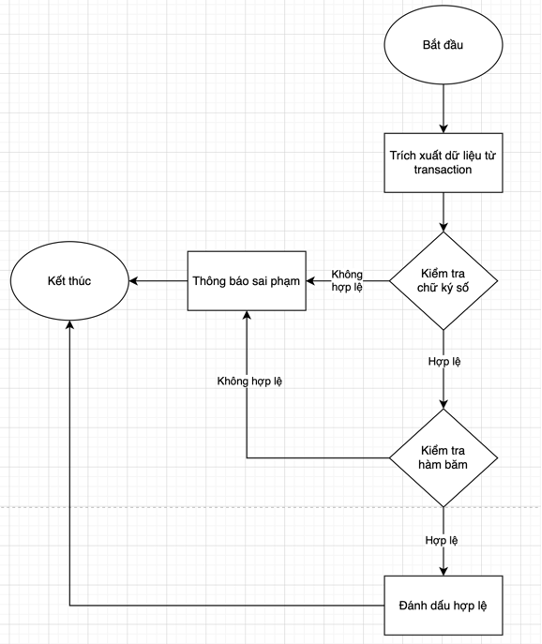 Bắt đầu
Trích xuất dữ liệu từ
transaction
Kiểm tra
chữ ký số
Không
hợp lệ
Thông báo sai phạm
Kết thúc
Hợp lệ
Không hợp lệ
Kiểm tra
hàm băm
Hợp lệ
Đánh dấu hợp lệ